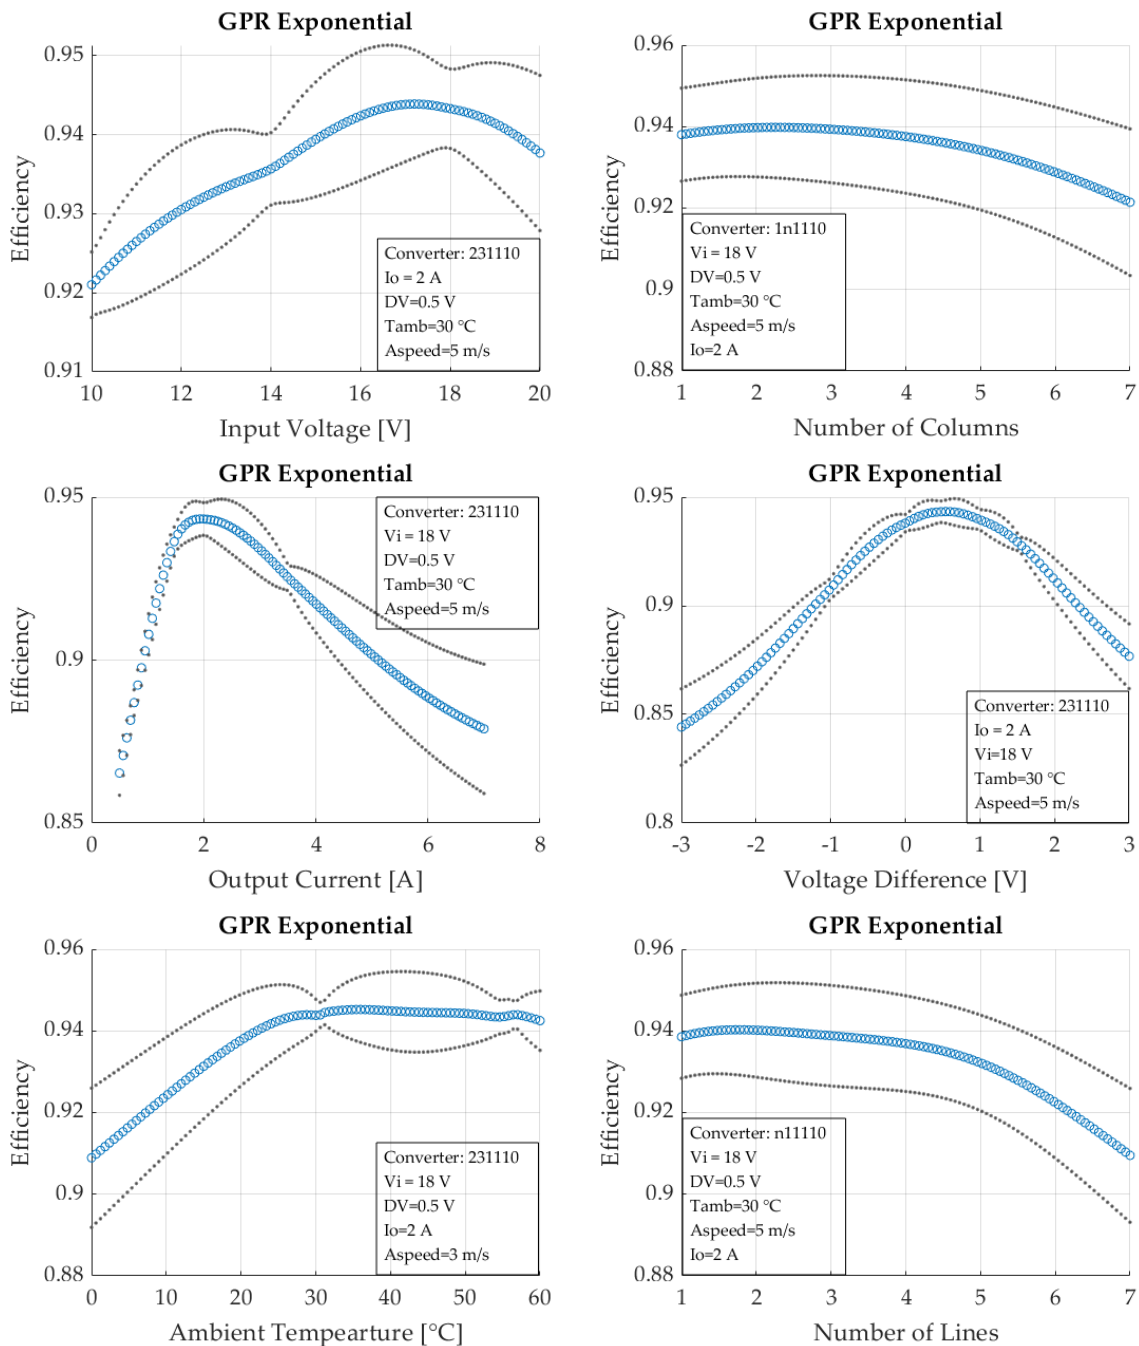 GPR Exponential
0.95
0.94
0.93
0.92
0.91
Efficiency
Converter: 231110
Io = 2 A
DV=0.5 V
Tamb=30 °C
Aspeed=5 m/s
10 12 14 16 18 20
Input Voltage [V]
GPR Exponential
0.96
0.94
0.92
0.9
0.88
Efficiency
Converter: 1n1110
Vi = 18 V
DV=0.5 V
Tamb=30 °C
Aspeed=5 m/s
Io=2 A
1 2 3 4 5 6 7
Number of Columns
GPR Exponential
0.95
0.9
0.85
Efficiency
Converter: 231110
Vi = 18 V
DV=0.5 V
Tamb=30 °C
Aspeed=5 m/s
0 2 4 6 8
Output Current [A]
GPR Exponential
0.95
0.9
0.85
0.8
Efficiency
Converter: 231110
Io = 2 A
Vi=18 V
Tamb=30 °C
Aspeed=5 m/s
-3 -2 -1 0 1 2 3
Voltage Difference [V]
GPR Exponential
0.96
0.94
0.92
0.9
0.88
Efficiency
Converter: 231110
Vi = 18 V
DV=0.5 V
Io=2 A
Aspeed=3 m/s
0 10 20 30 40 50 60
Ambient Tempearture [°C]
GPR Exponential
0.96
0.94
0.92
0.9
0.88
Efficiency
Converter: n11110
Vi = 18 V
DV=0.5 V
Tamb=30 °C
Aspeed=5 m/s
Io=2 A
1 2 3 4 5 6 7
Number of Lines